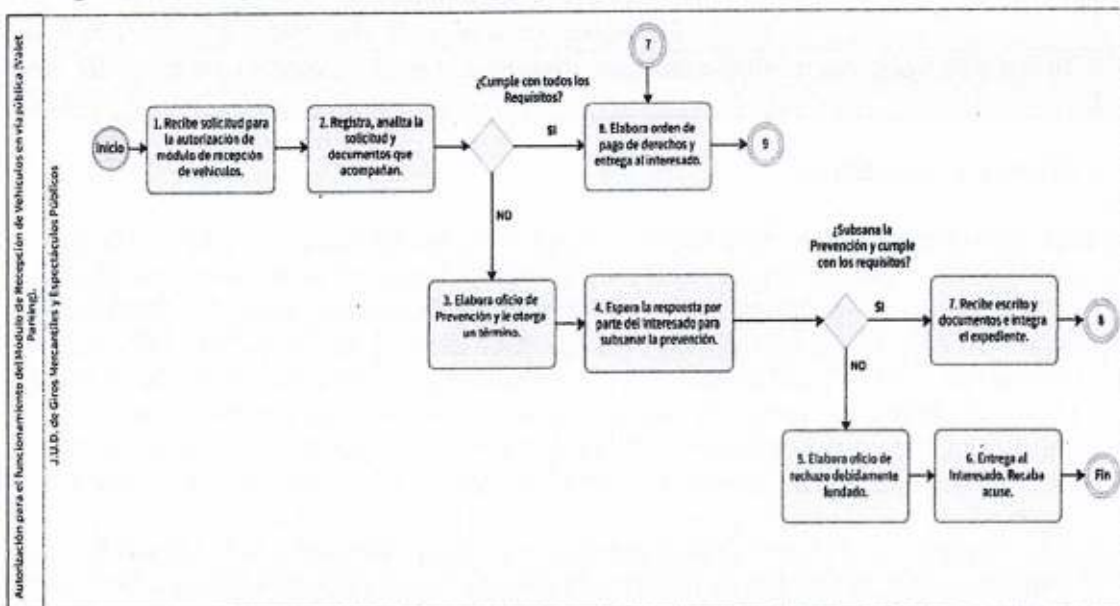 Autorización para el funcionamiento del Módulo de Recepción de Vehículos en vía pública (Valet
Parking).
J.U.D. de Giros Mercantiles y Espectáculos Públicos
Inicio
1. Recibe solicitud para
la autorización de
módulo de recepción
de vehículos.
2. Registra, analiza la
solicitud y
documentos que
acompañan.
¿Cumple con todos los
Requisitos?
SI
NO
7
8. Elabora orden de
pago de derechos y
entrega al interesado.
9
3. Elabora oficio de
Prevención y le otorga
un término.
4. Espera la respuesta por
parte del interesado para
subsanar la prevención.
¿Subsana la
Prevención y cumple
con los requisitos?
SI
NO
7. Recibe escrito y
documentos e integra
el expediente.
8
5. Elabora oficio de
rechazo debidamente
fundado.
6. Entrega al
Interesado. Recaba
acuse.
Fin